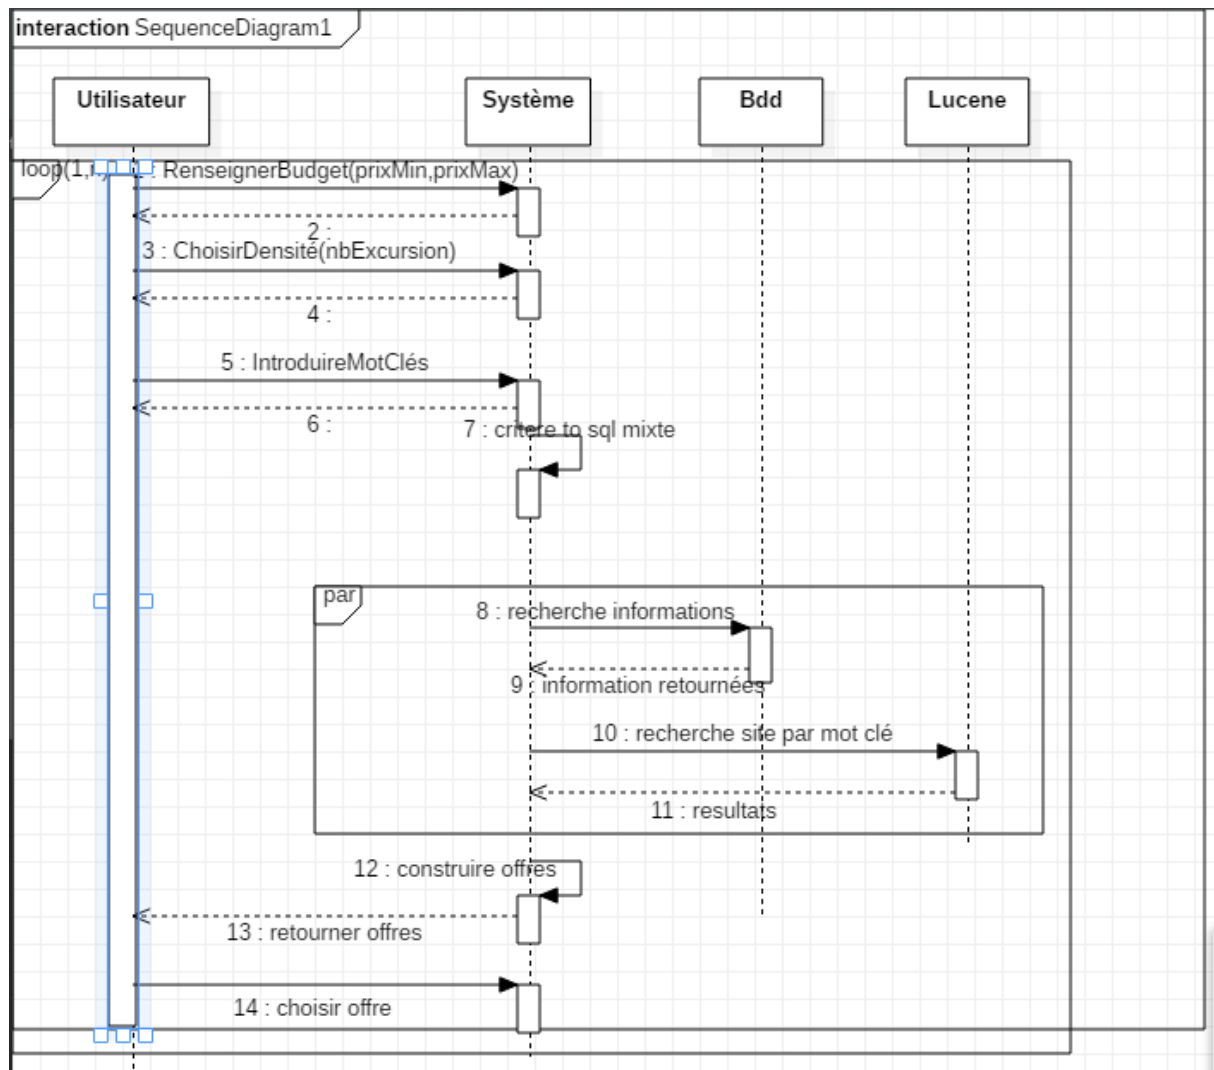 interaction SequenceDiagram1
Utilisateur
Système
Bdd
Lucene
loop(1,
: RenseignerBudget(prixMin,prixMax)
2 :
3 : ChoisirDensité(nbExcursion)
4 :
5 : IntroduireMotClés
6 :
7 : critere to sql mixte
par
8 : recherche informations
9 : information retournées
10 : recherche site par mot clé
11 : resultats
12 : construire offres
13 : retourner offres
14 : choisir offre